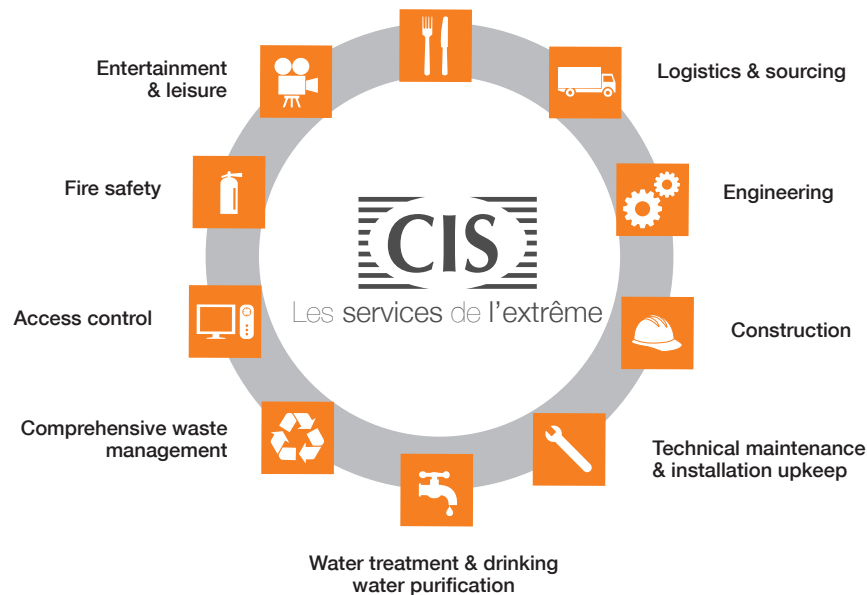 Entertainment
& leisure
Logistics & sourcing
Fire safety
Engineering
CIS
Les services de l'extrême
Access control
Construction
Comprehensive waste
management
Technical maintenance
& installation upkeep
Water treatment & drinking
water purification